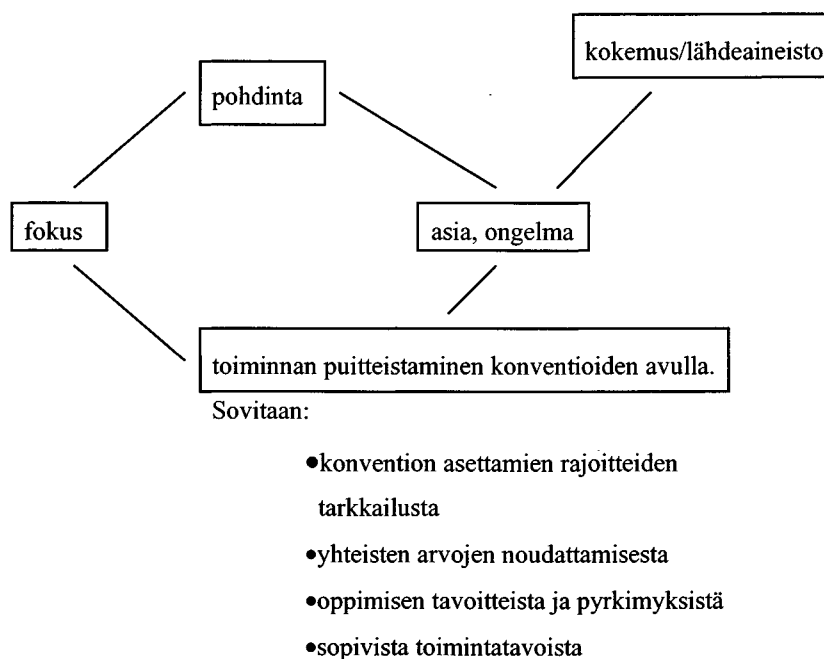 kokemus/lähdeaineisto
pohdinta
fokus
asia, ongelma
toiminnan puitteistaminen konventioiden avulla.
Sovitaan:
●konvention asettamien rajoitteiden
tarkkailusta
●yhteisten arvojen noudattamisesta
●oppimisen tavoitteista ja pyrkimyksistä
●sopivista toimintatavoista